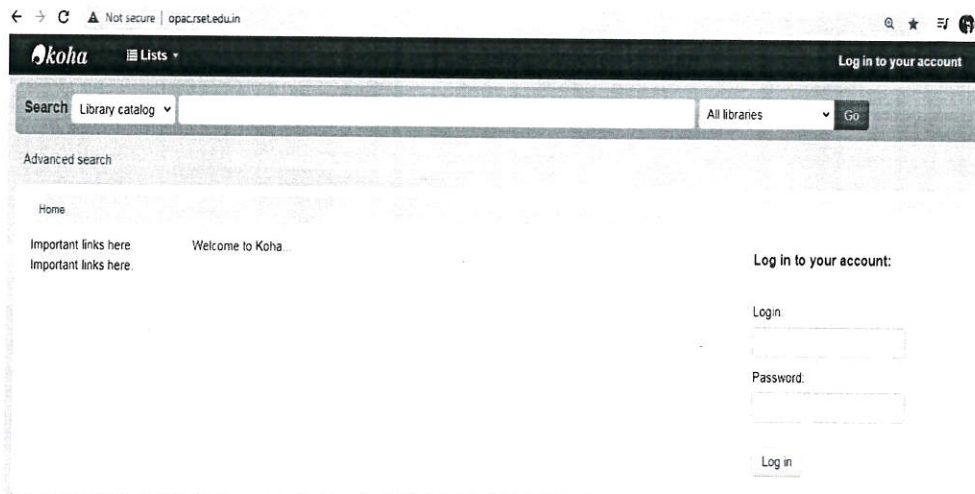 Not secure | opac.rset.edu.in
koha Lists Log in to your account
Search Library catalog All libraries Go
Advanced search
Home
Important links here
Important links here.
Welcome to Koha...
Log in to your account:
Login:
Password:
Log in